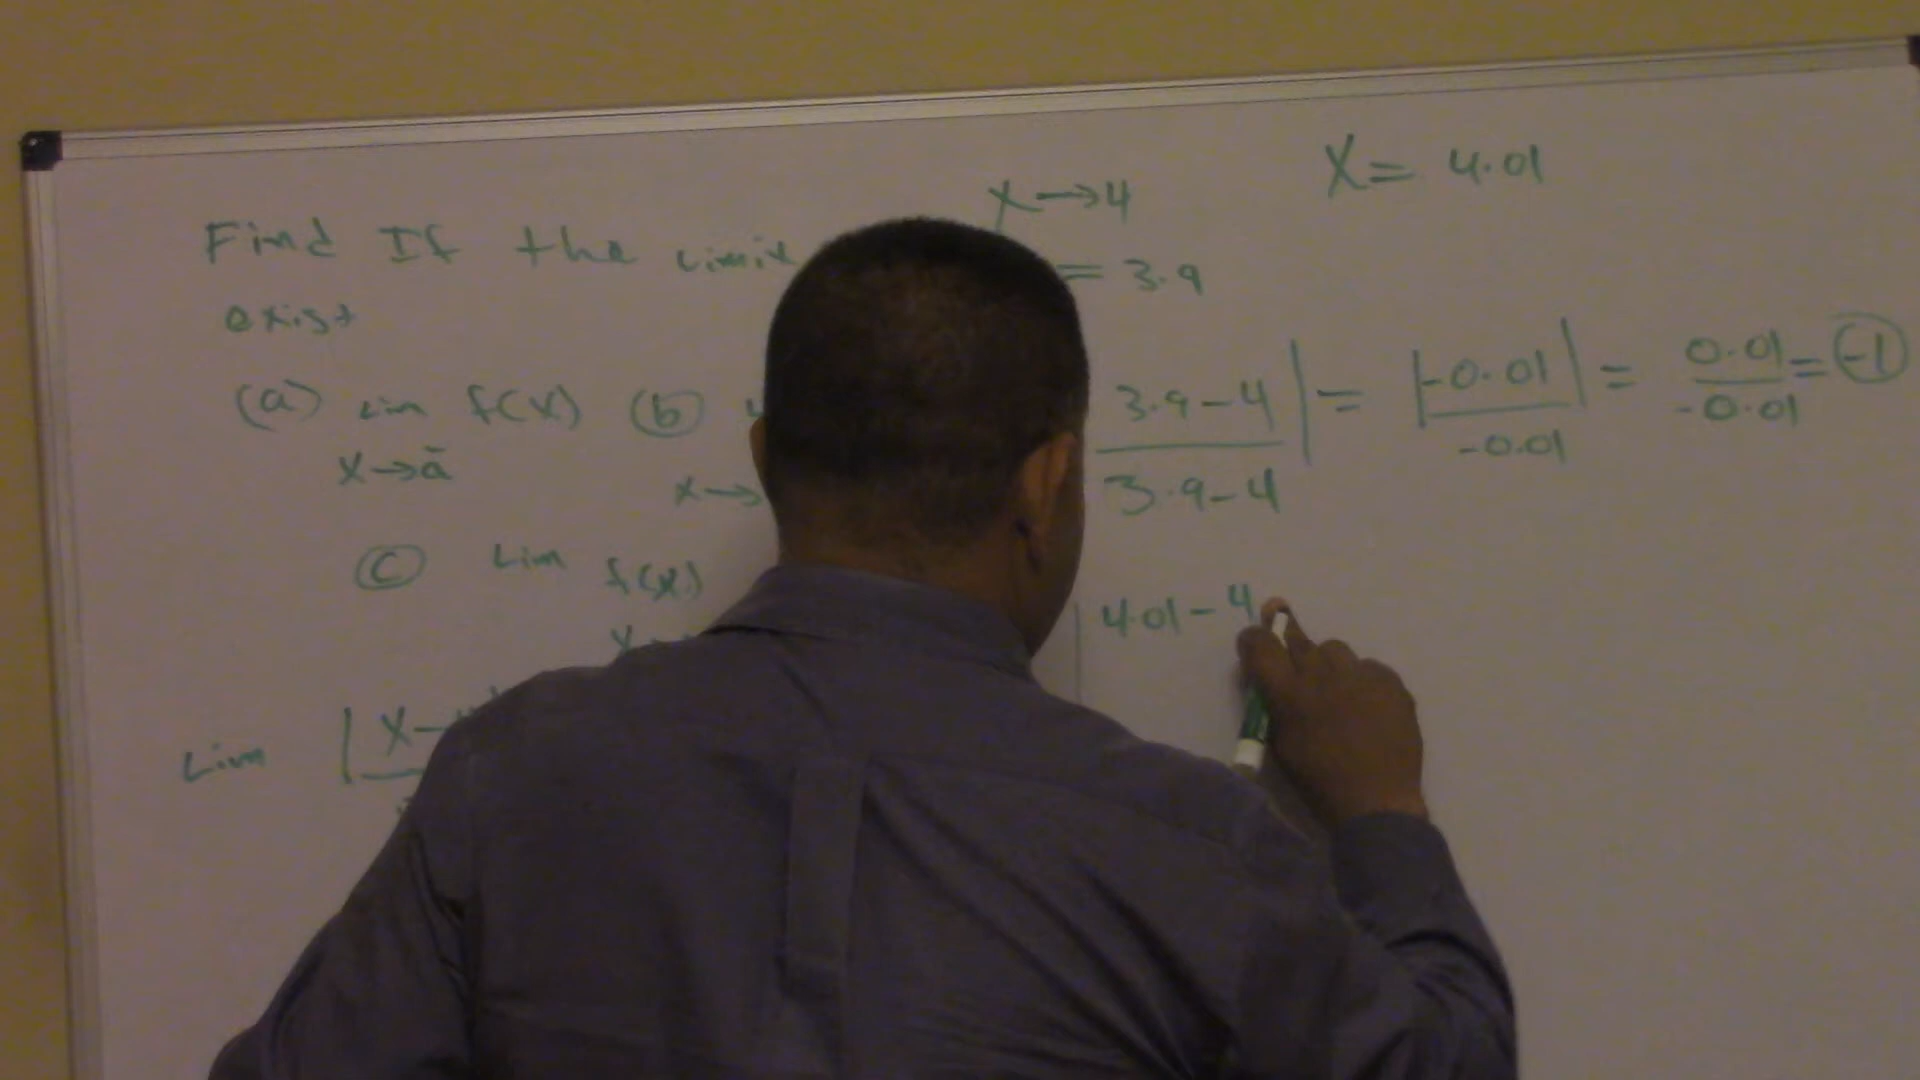 Find If the Limit
exist
(a) Lim f(x) (b)
x→a⁻
x→
(c) Lim f(x)
Lim |x-
x→4
= 3.9
x = 4.01
3.9-4 / 3.9-4 | = |-0.01 / -0.01| = 0.01 / -0.01 = -1
| 4.01-4